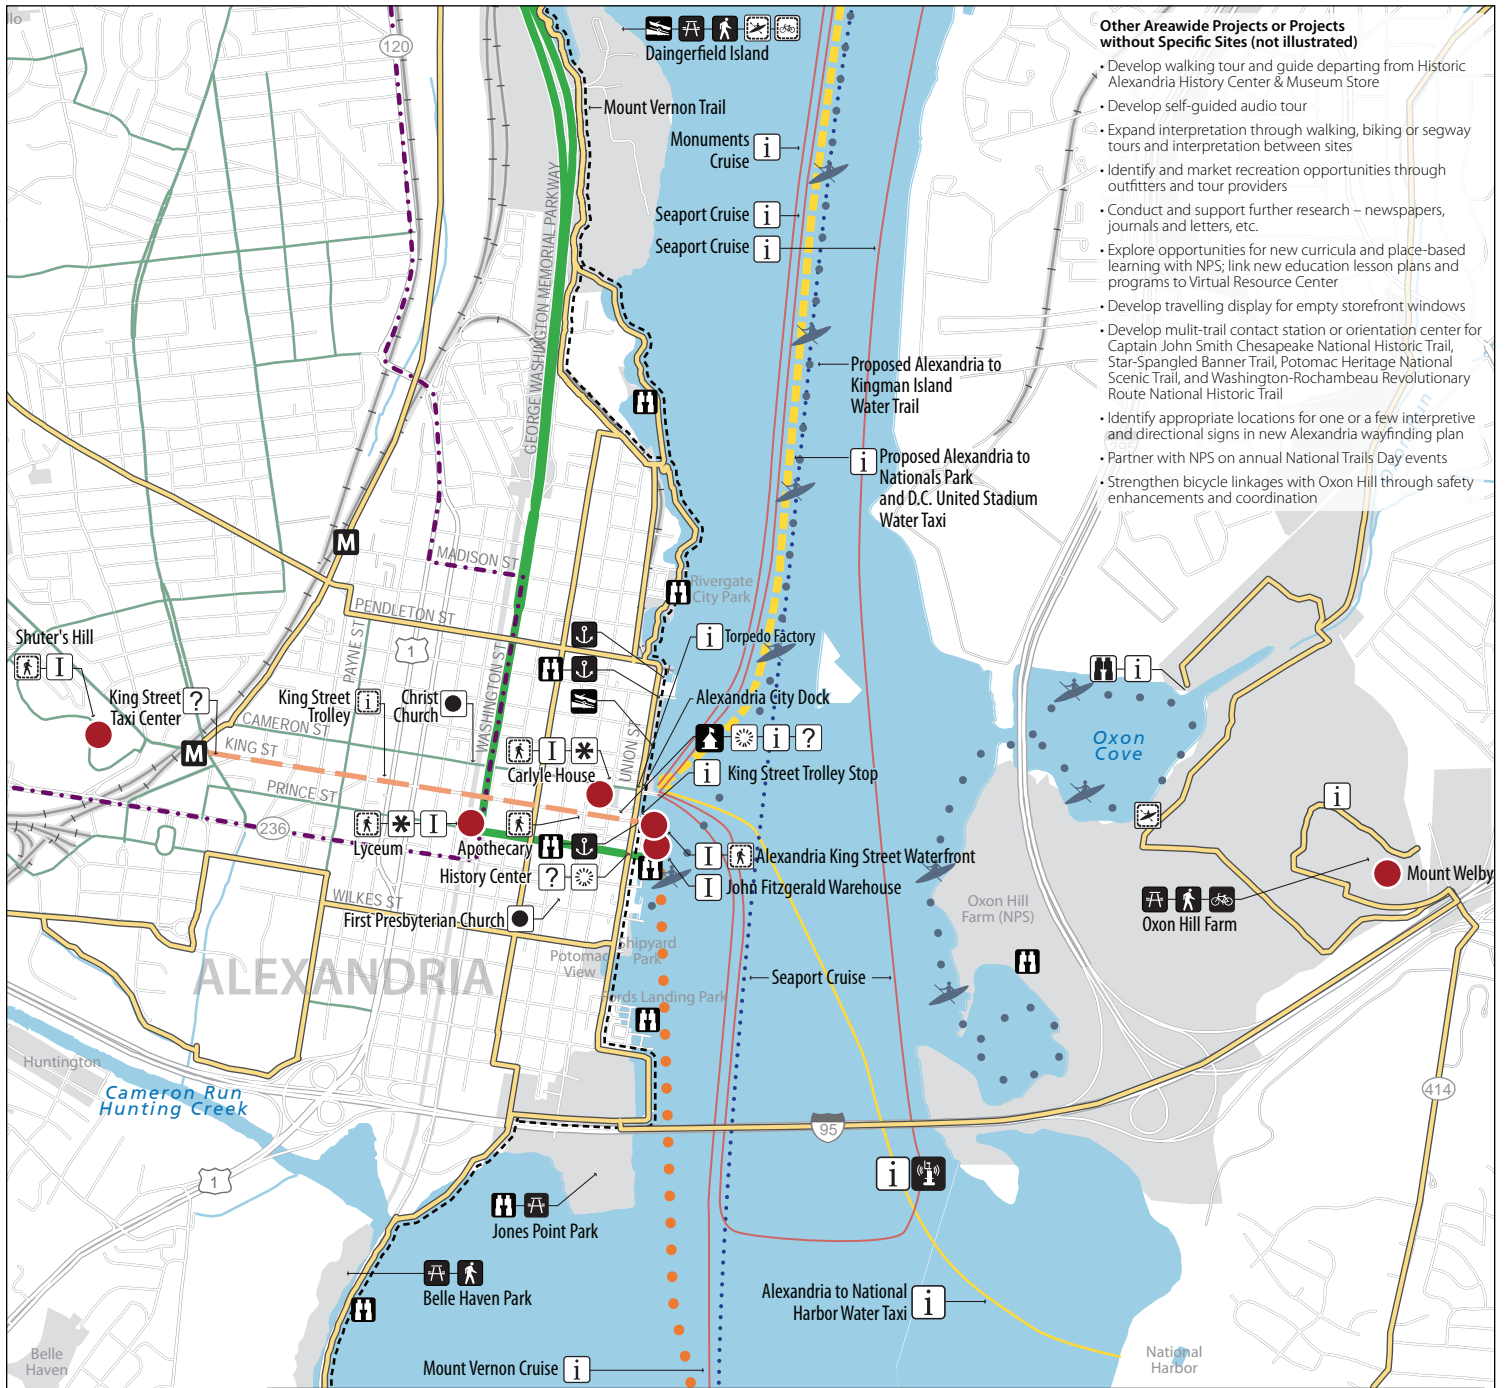 Other Areawide Projects or Projects
without Specific Sites (not illustrated)
• Develop walking tour and guide departing from Historic
Alexandria History Center & Museum Store
• Develop self-guided audio tour
• Expand interpretation through walking, biking or segway
tours and interpretation between sites
• Identify and market recreation opportunities through
outfitters and tour providers
• Conduct and support further research – newspapers,
journals and letters, etc.
• Explore opportunities for new curricula and place-based
learning with NPS; link new education lesson plans and
programs to Virtual Resource Center
• Develop travelling display for empty storefront windows
• Develop mulit-trail contact station or orientation center for
Captain John Smith Chesapeake National Historic Trail,
Star-Spangled Banner Trail, Potomac Heritage National
Scenic Trail, and Washington-Rochambeau Revolutionary
Route National Historic Trail
• Identify appropriate locations for one or a few interpretive
and directional signs in new Alexandria wayfinding plan
• Partner with NPS on annual National Trails Day events
• Strengthen bicycle linkages with Oxon Hill through safety
enhancements and coordination
120
Daingerfield Island
Mount Vernon Trail
Monuments
Cruise
i
Seaport Cruise
i
Seaport Cruise
i
GEORGE WASHINGTON MEMORIAL PARKWAY
Proposed Alexandria to
Kingman Island
Water Trail
i
Proposed Alexandria to
Nationals Park
and D.C. United Stadium
Water Taxi
M
MADISON ST
Rivergate
City Park
PENDLETON ST
PAYNE ST
1
WASHINGTON ST
i
Torpedo Factory
Shuter's Hill
I
King Street
Taxi Center
?
King Street
Trolley
i
Christ
Church
Alexandria City Dock
i
?
CAMERON ST
KING ST
M
UNION ST
I
*
Carlyle House
i
King Street Trolley Stop
PRINCE ST
236
*
I
Lyceum
Apothecary
History Center
?
I
Alexandria King Street Waterfront
I
John Fitzgerald Warehouse
WILKES ST
First Presbyterian Church
Potomac
View
Shipyard
Park
Fords Landing Park
ALEXANDRIA
Seaport Cruise
Oxon
Cove
i
i
Mount Welby
Oxon Hill Farm
Oxon Hill
Farm (NPS)
Huntington
Cameron Run
Hunting Creek
95
414
1
i
Jones Point Park
Belle Haven Park
Alexandria to National
Harbor Water Taxi
i
Belle
Haven
Mount Vernon Cruise
i
National
Harbor